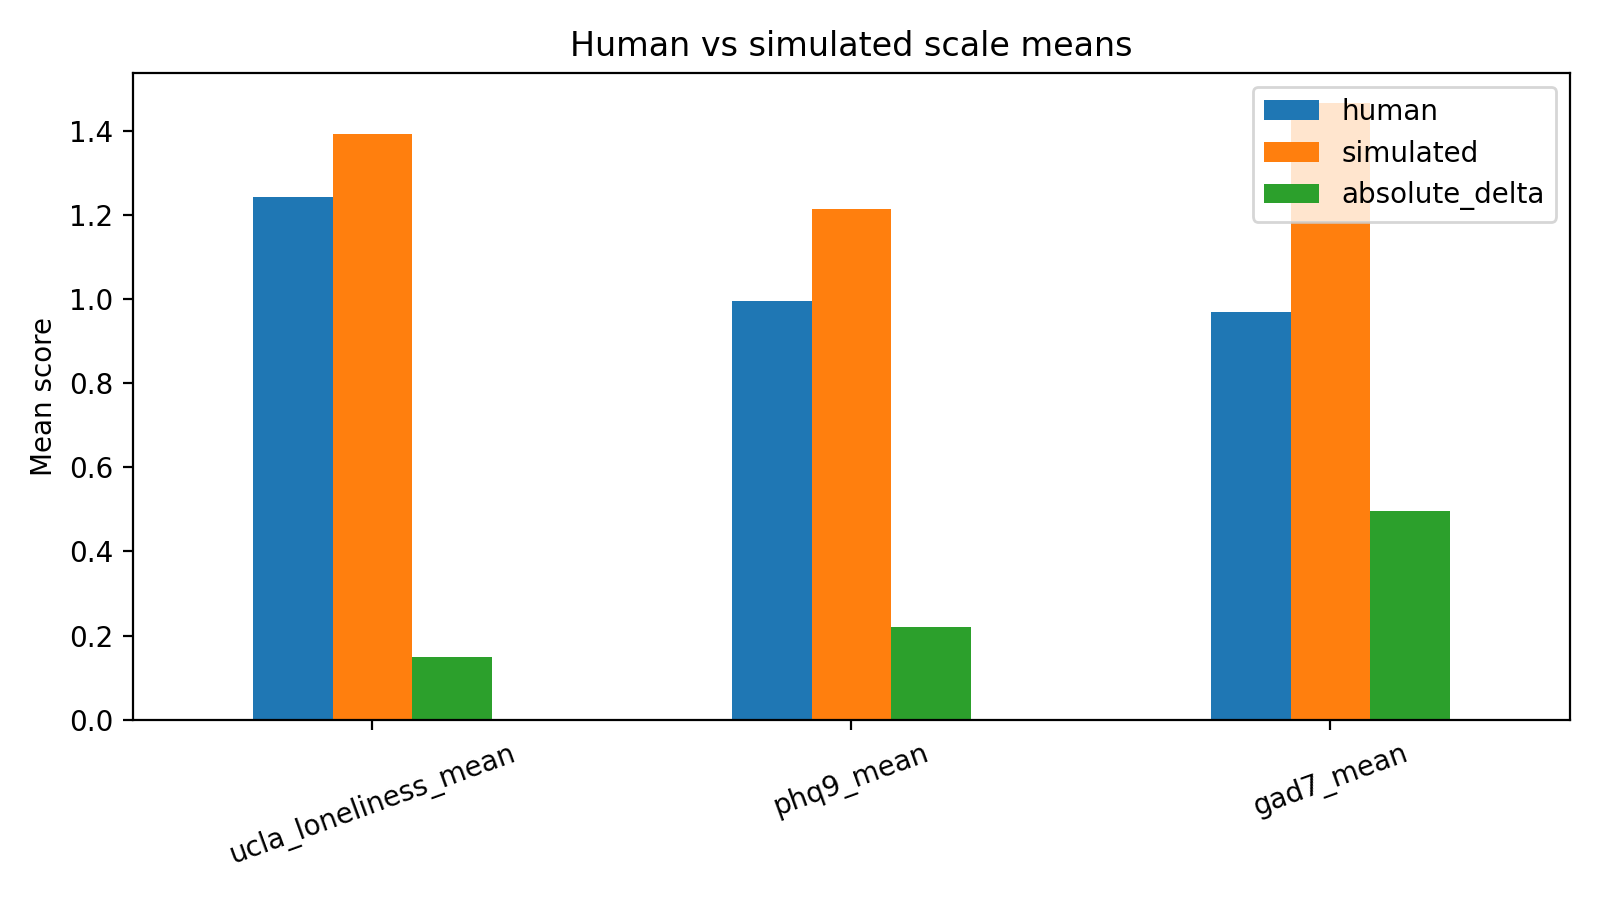 Human vs simulated scale means
human
simulated
absolute_delta
Mean score
1.4
1.2
1.0
0.8
0.6
0.4
0.2
0.0
ucla_loneliness_mean
phq9_mean
gad7_mean